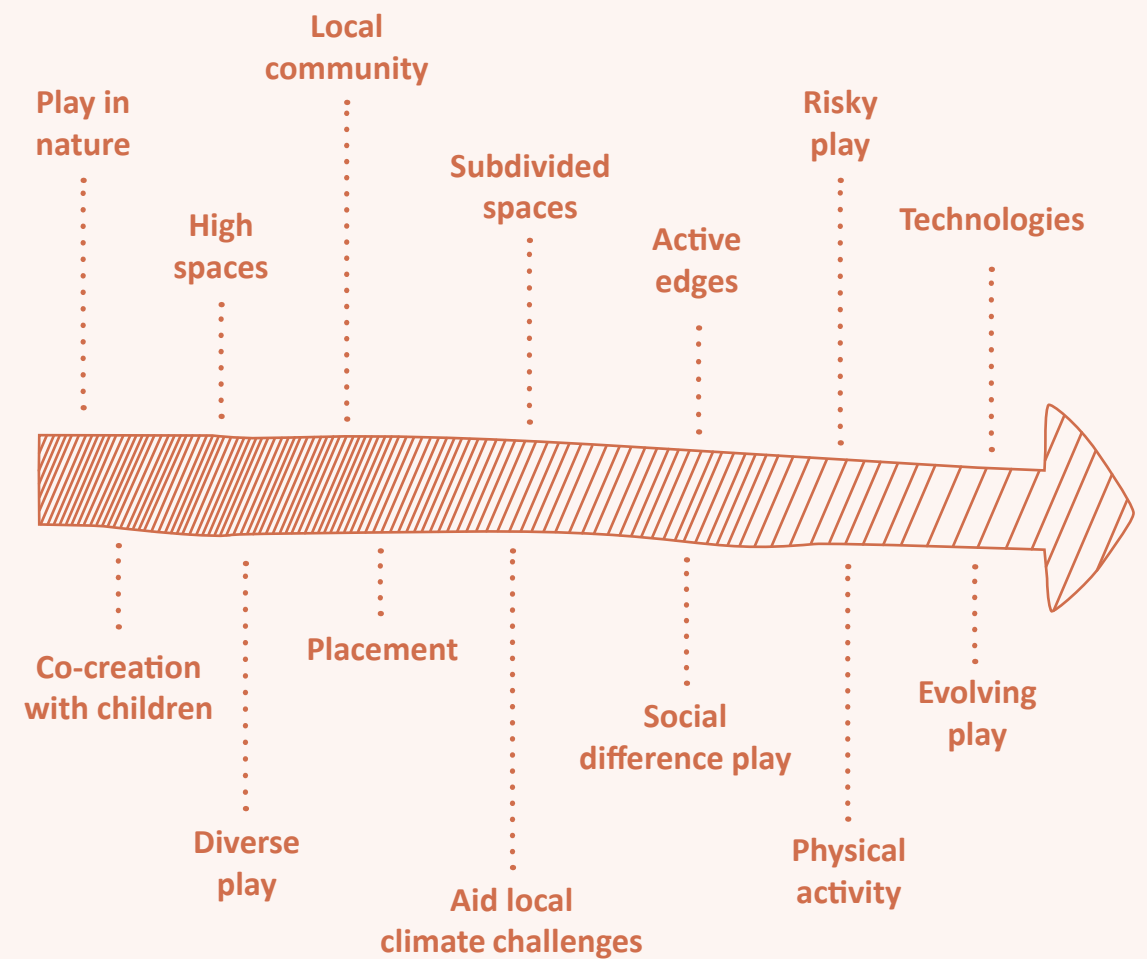 Local
community
Play in
nature
Risky
play
Subdivided
spaces
High
spaces
Technologies
Active
edges
Co-creation
with children
Placement
Social
difference play
Evolving
play
Diverse
play
Physical
activity
Aid local
climate challenges